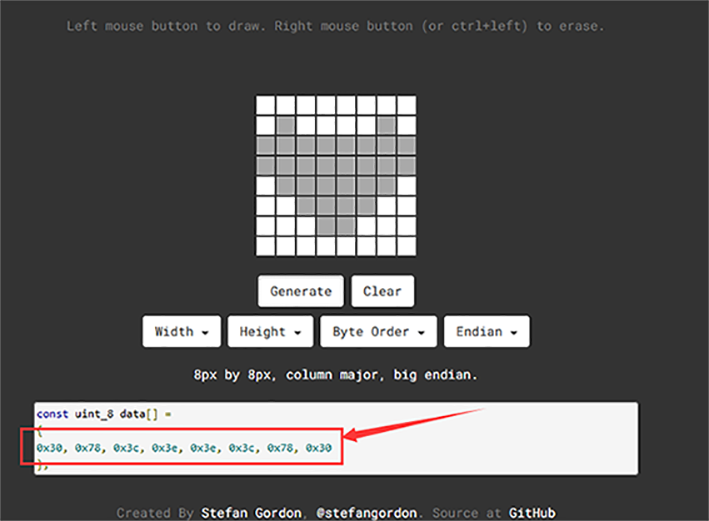 Left mouse button to draw. Right mouse button (or ctrl+left) to erase.
Generate Clear
Width Height Byte Order Endian
8px by 8px, column major, big endian.
const uint_8 data[] =
{
0x30, 0x78, 0x3c, 0x3e, 0x3e, 0x3c, 0x78, 0x30
};
Created By Stefan Gordon, @stefangordon. Source at GitHub